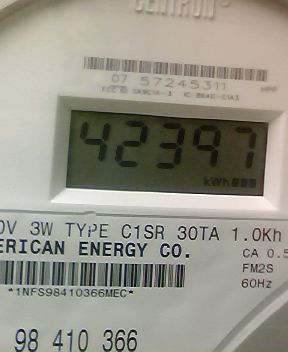 CENTRON
07 57245311
42397
kWh
0V 3W TYPE C1SR 30TA 1.0Kh
ERICAN ENERGY CO.
CA 0.5
FM2S
60Hz
*1NFS98410366MEC*
98 410 366